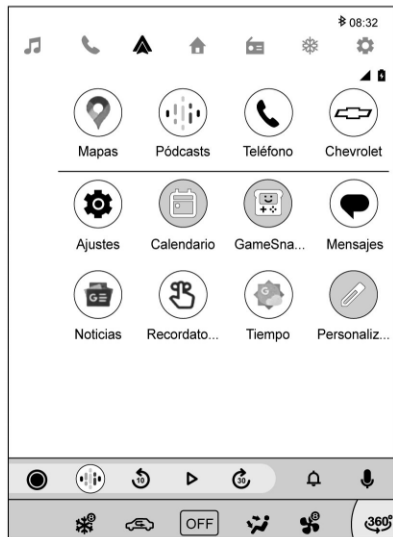 08:32
Mapas Pódcasts Teléfono Chevrolet
Ajustes Calendario GameSna... Mensajes
G≡
Noticias Recordato... Tiempo Personaliz...
G
10 30
OFF 360°